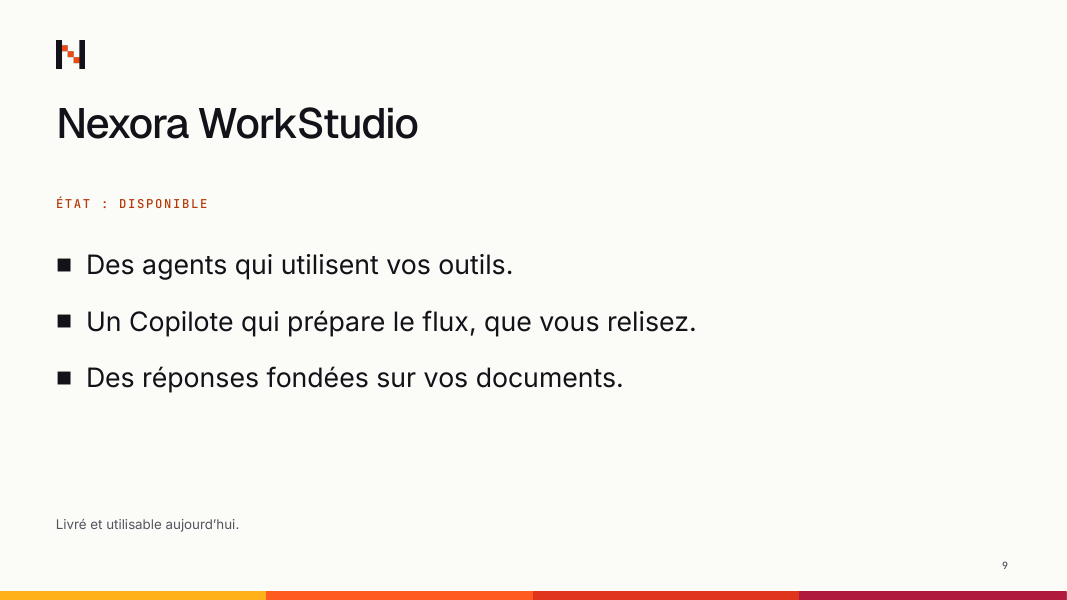 Nexora WorkStudio
ÉTAT : DISPONIBLE
Des agents qui utilisent vos outils.
Un Copilote qui prépare le flux, que vous relisez.
Des réponses fondées sur vos documents.
Livré et utilisable aujourd’hui.
9